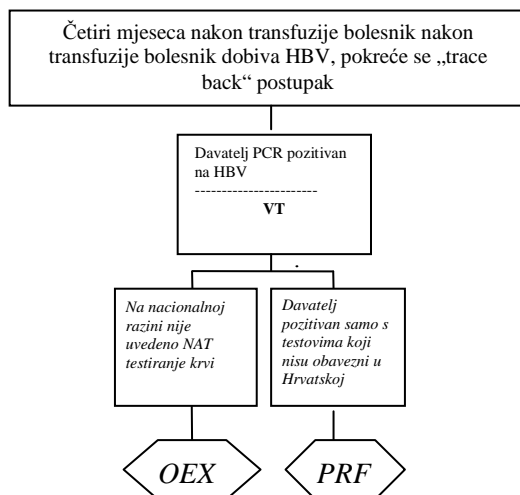 Četiri mjeseca nakon transfuzije bolesnik nakon
transfuzije bolesnik dobiva HBV, pokreće se „trace
back“ postupak
Davatelj PCR pozitivan
na HBV
-----------------------
VT
Na nacionalnoj
razini nije
uvedeno NAT
testiranje krvi
Davatelj
pozitivan samo s
testovima koji
nisu obavezni u
Hrvatskoj
OEX
PRF